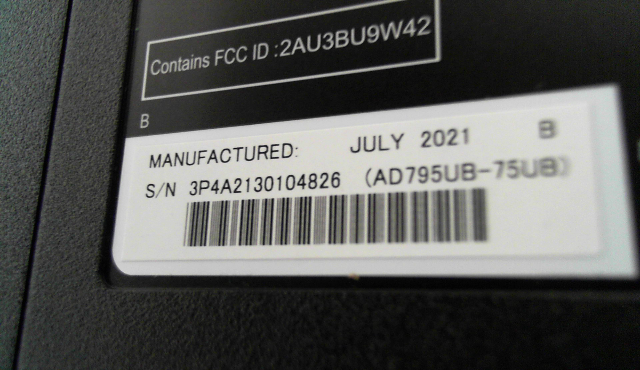 Contains FCC ID :2AU3BU9W42
B
MANUFACTURED: JULY 2021 B
S/N 3P4A2130104826 (AD795UB-75UB)